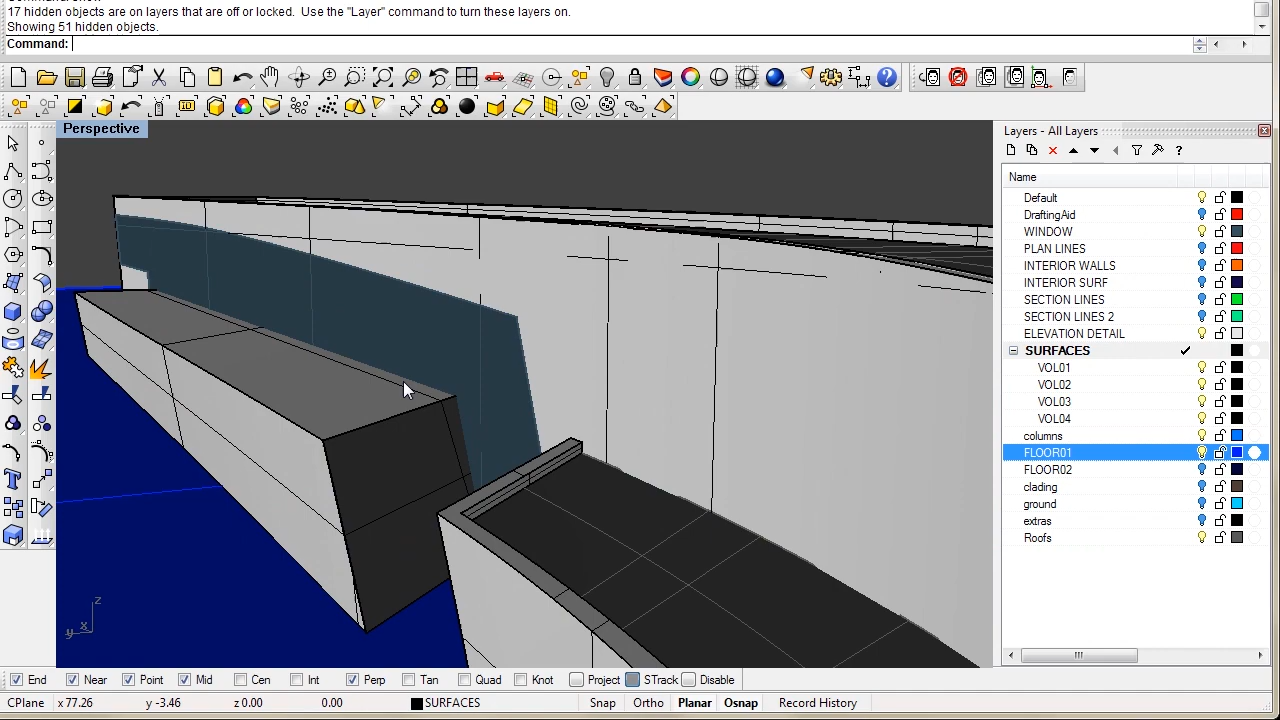 17 hidden objects are on layers that are off or locked.  Use the "Layer" command to turn these layers on.
Showing 51 hidden objects.
Command:
Perspective
Layers - All Layers
Name
Default
DraftingAid
WINDOW
PLAN LINES
INTERIOR WALLS
INTERIOR SURF
SECTION LINES
SECTION LINES 2
ELEVATION DETAIL
SURFACES
VOL01
VOL02
VOL03
VOL04
columns
FLOOR01
FLOOR02
clading
ground
extras
Roofs
z
y x
End Near Point Mid Cen Int Perp Tan Quad Knot Project STrack Disable
CPlane x 77.26 y -3.46 z 0.00 0.00 SURFACES Snap Ortho Planar Osnap Record History